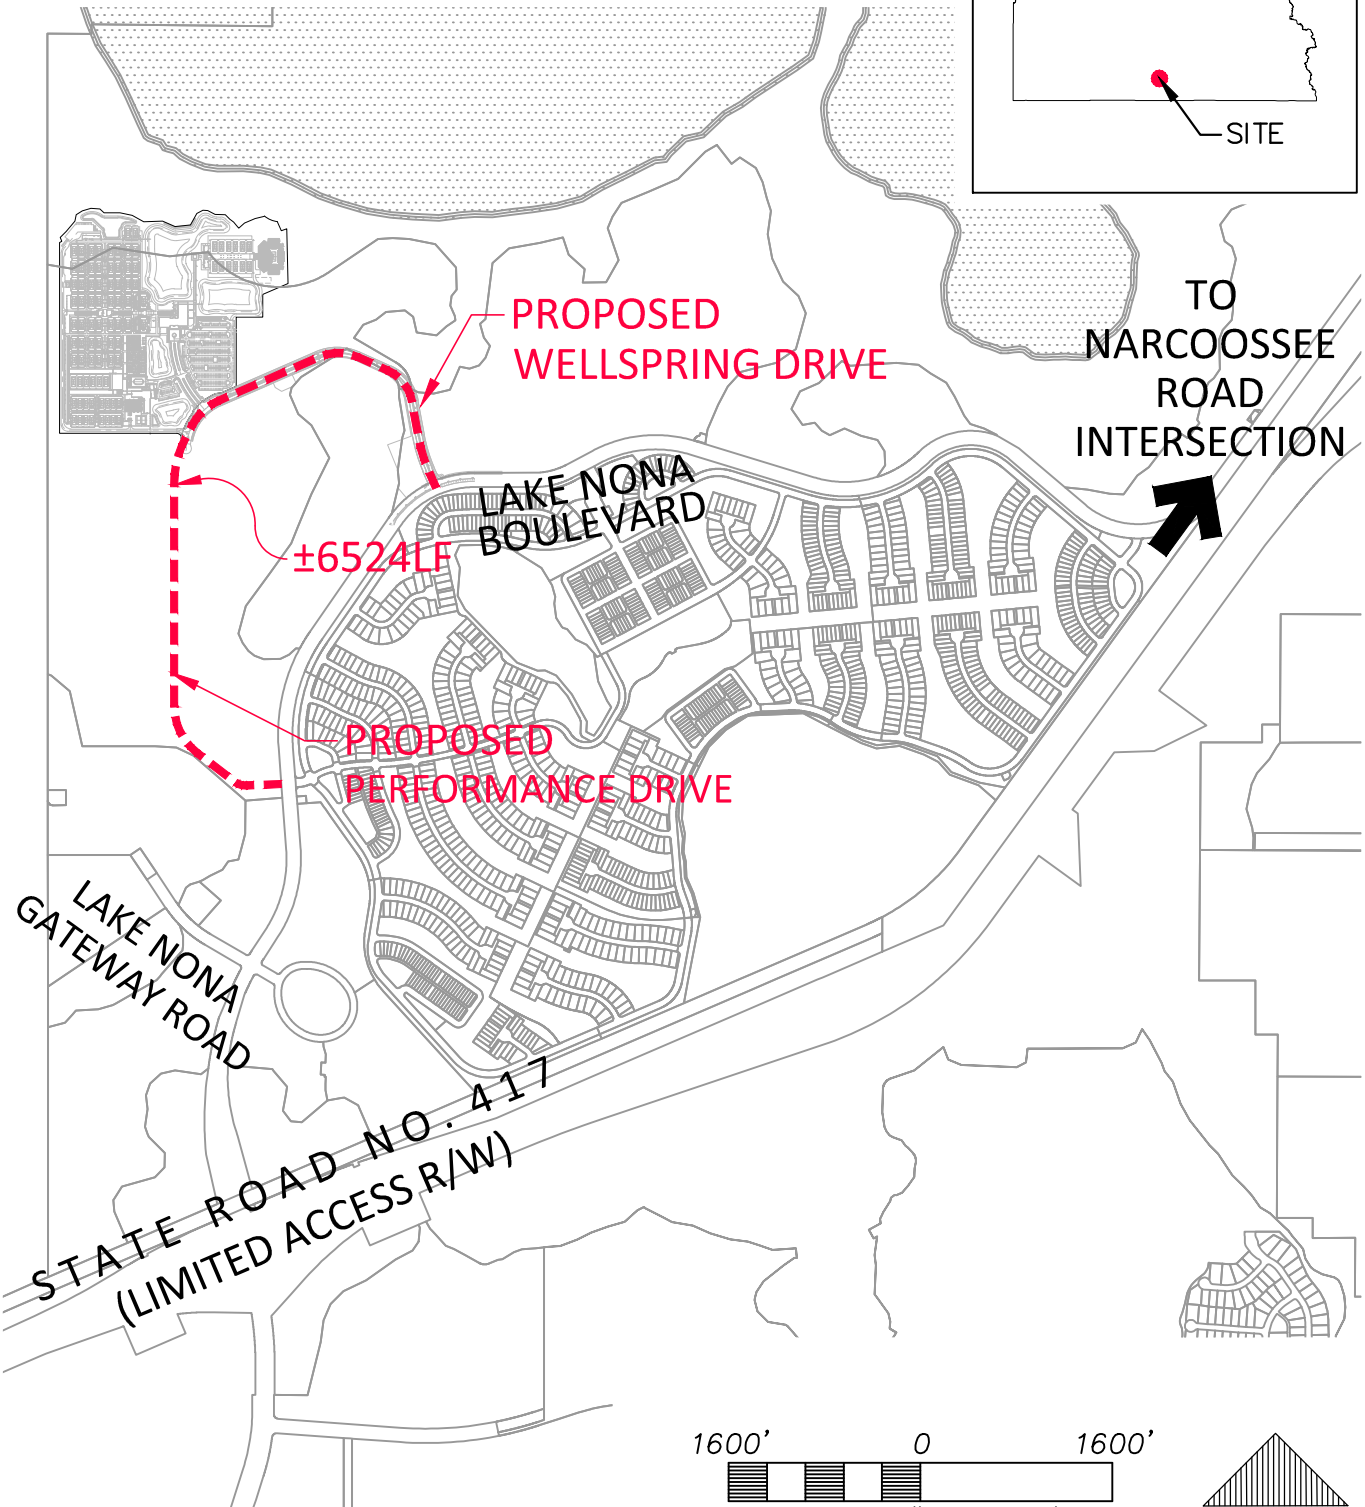 SITE
TO
NARCOOSSEE
ROAD
INTERSECTION
PROPOSED
WELLSPRING DRIVE
LAKE NONA
BOULEVARD
±6524LF
PROPOSED
PERFORMANCE DRIVE
LAKE NONA
GATEWAY ROAD
STATE ROAD NO. 417
(LIMITED ACCESS R/W)
1600' 0 1600'